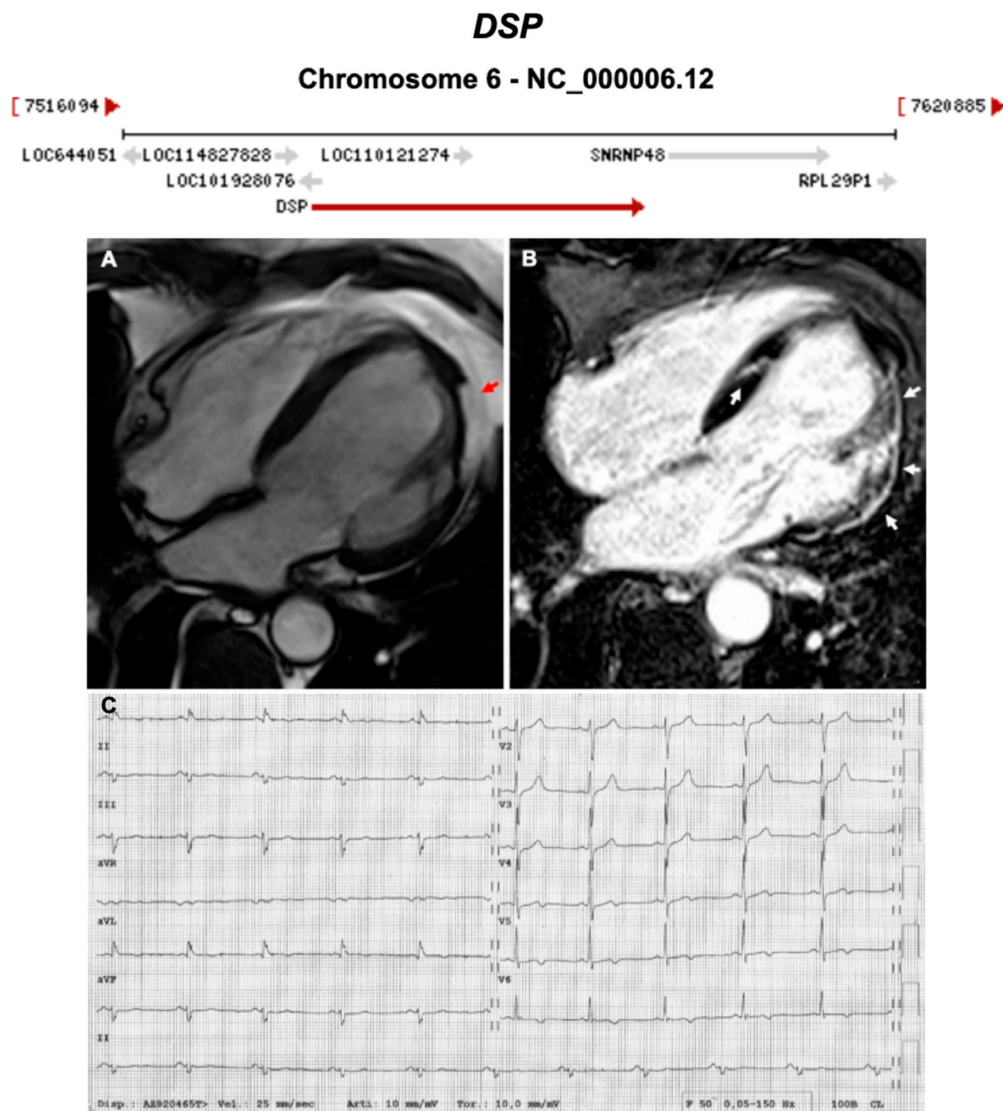 DSP
Chromosome 6 - NC_000006.12
[ 7516094 [ 7620885
LOC644051 LOC114827828 LOC110121274 SNRNP48
LOC101928076 RPL29P1
DSP
A B
C
II V2
III V3
aVR V4
aVL V5
aVF V6
II
Disp.: AZ920465T> Vel.: 25 mm/sec Arti: 10 mm/mV Tor.: 10,0 mm/mV F 50~ 0,05-150 Hz 100B CL